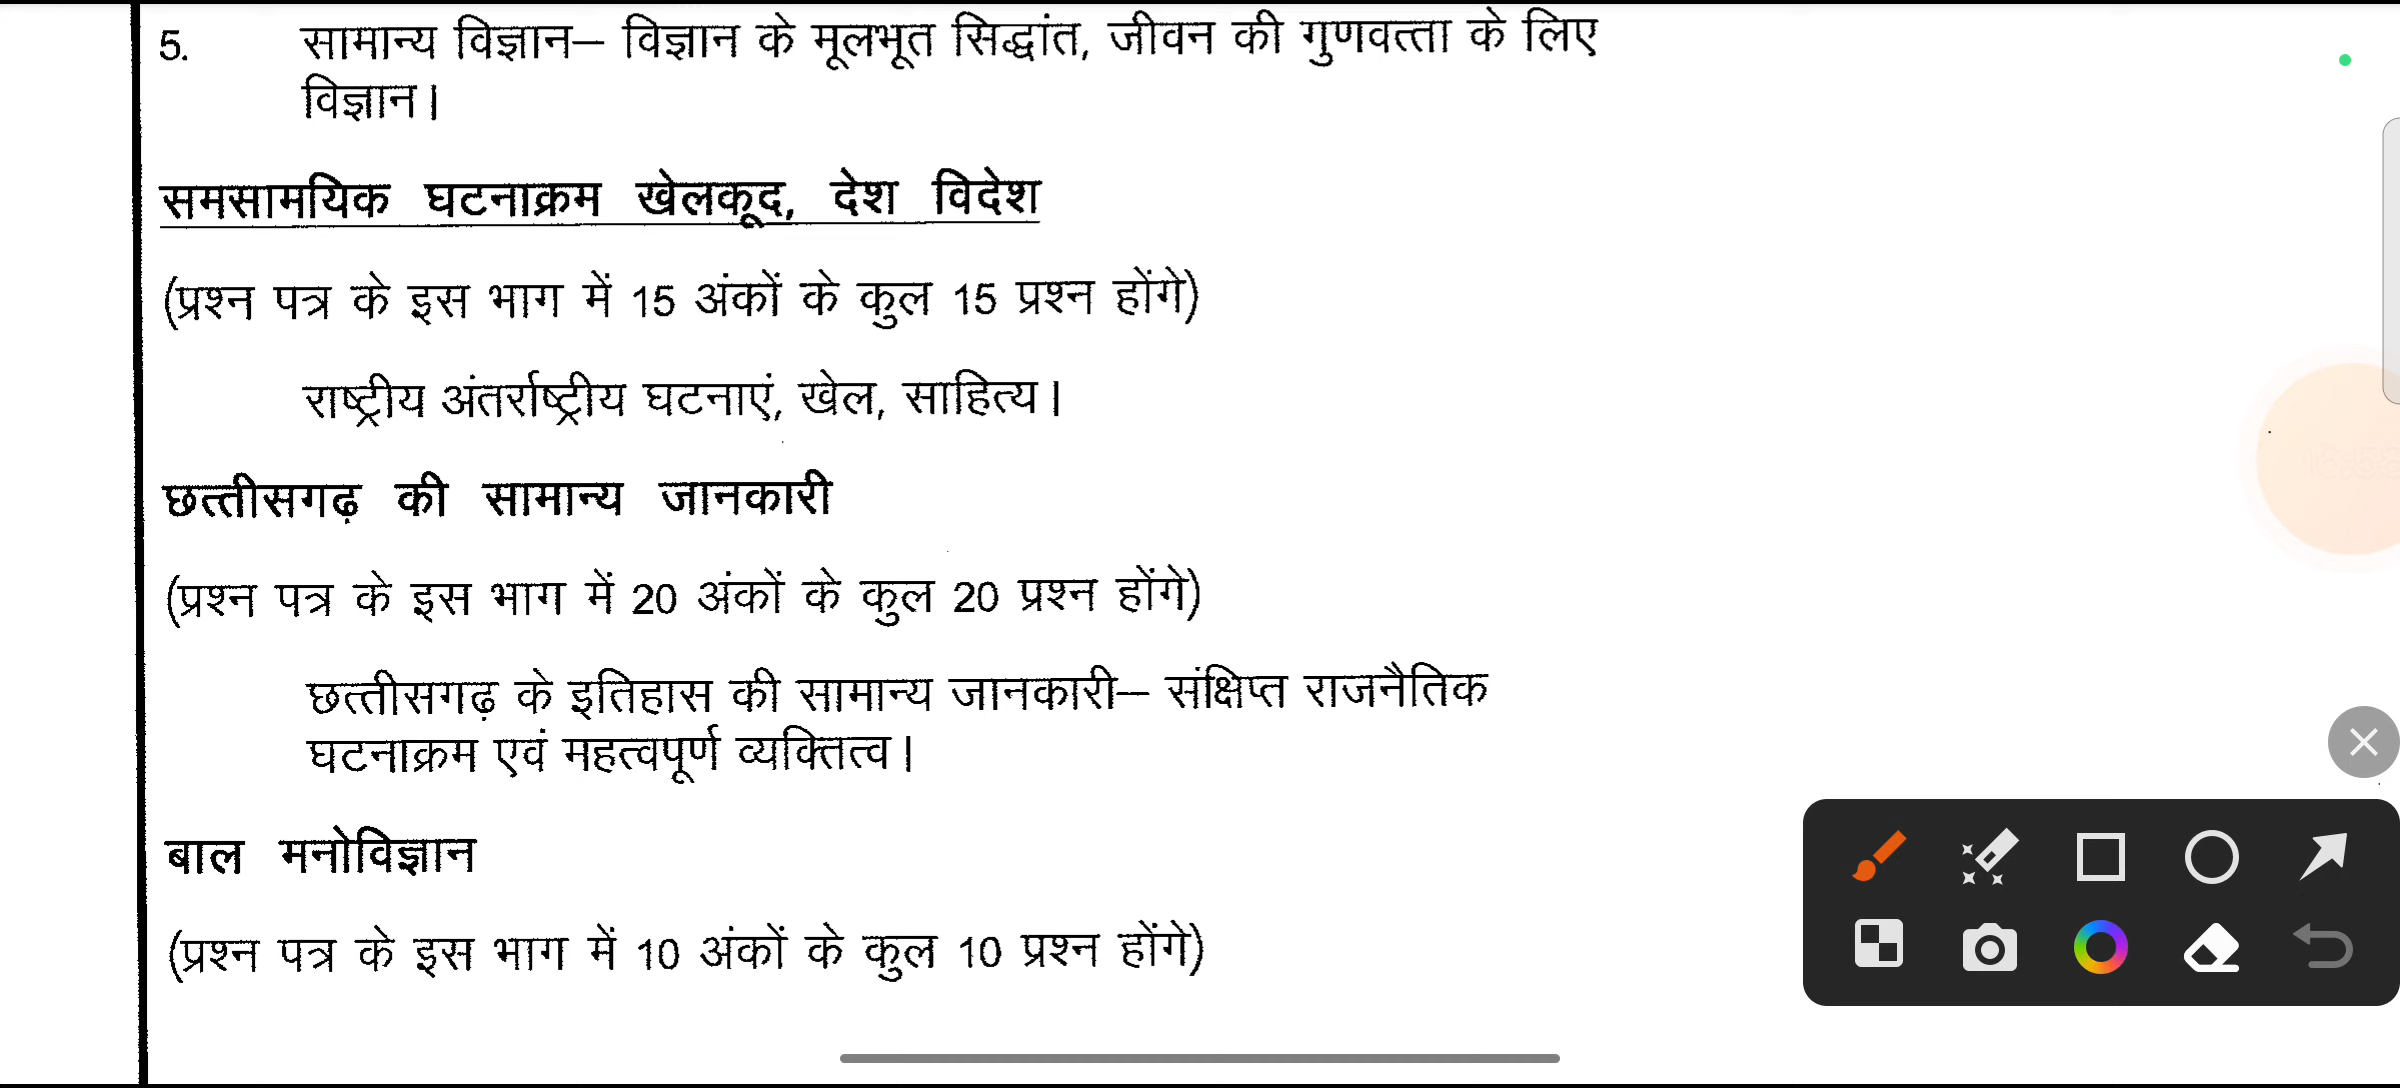 5. सामान्य विज्ञान– विज्ञान के मूलभूत सिद्धांत, जीवन की गुणवत्ता के लिए
विज्ञान।
समसामयिक घटनाक्रम खेलकूद, देश विदेश
(प्रश्न पत्र के इस भाग में 15 अंकों के कुल 15 प्रश्न होंगे)
राष्ट्रीय अंतर्राष्ट्रीय घटनाएं, खेल, साहित्य।
छत्तीसगढ़ की सामान्य जानकारी
(प्रश्न पत्र के इस भाग में 20 अंकों के कुल 20 प्रश्न होंगे)
छत्तीसगढ़ के इतिहास की सामान्य जानकारी– संक्षिप्त राजनैतिक
घटनाक्रम एवं महत्वपूर्ण व्यक्तित्व।
बाल मनोविज्ञान
(प्रश्न पत्र के इस भाग में 10 अंकों के कुल 10 प्रश्न होंगे)